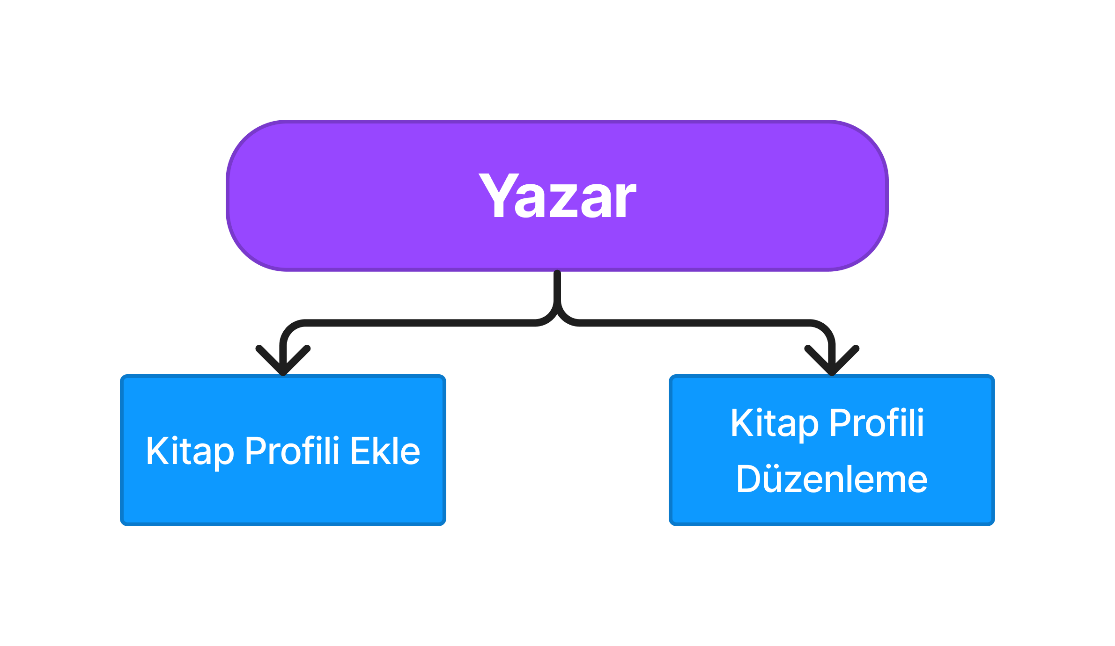 Yazar
Kitap Profili Ekle
Kitap Profili
Düzenleme